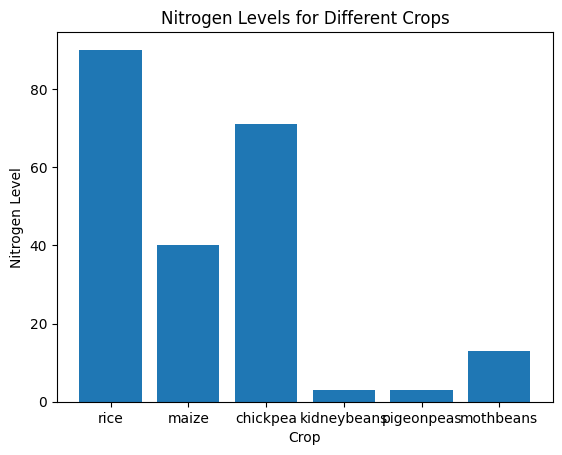 Nitrogen Levels for Different Crops
Nitrogen Level
80
60
40
20
0
rice maize chickpea kidneybeans pigeonpeas mothbeans
Crop